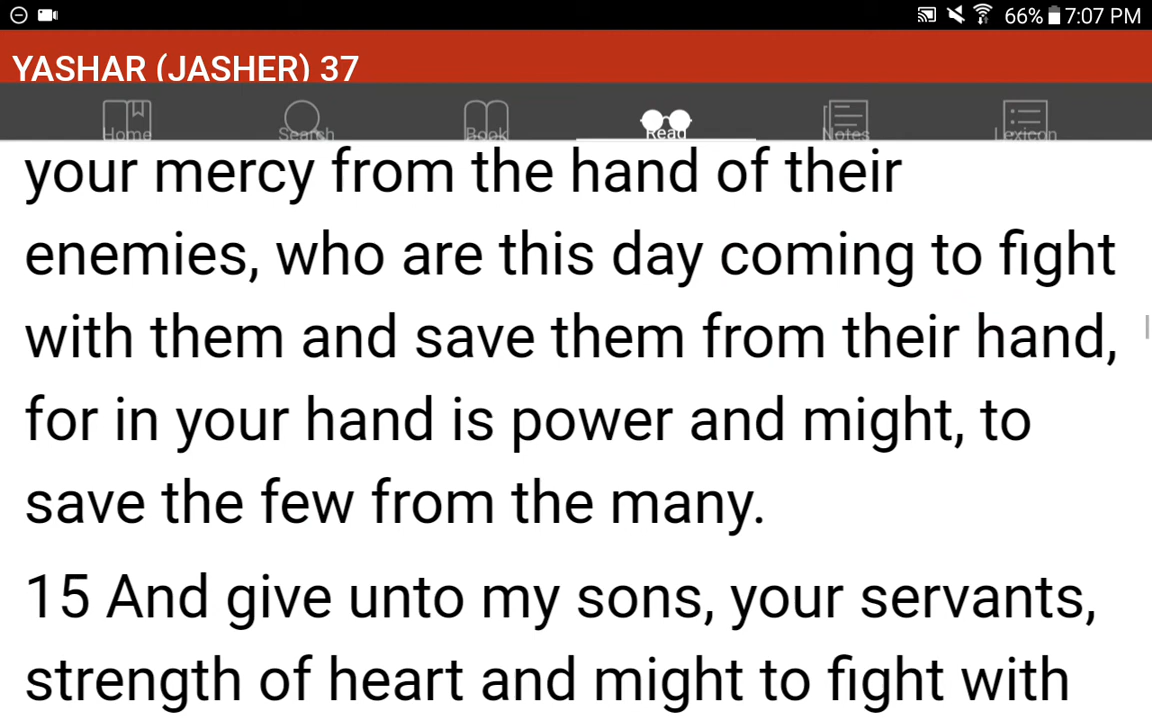 66% 7:07 PM
YASHAR (JASHER) 37
Home Search Book Read Notes Lexicon
your mercy from the hand of their
enemies, who are this day coming to fight
with them and save them from their hand,
for in your hand is power and might, to
save the few from the many.
15 And give unto my sons, your servants,
strength of heart and might to fight with